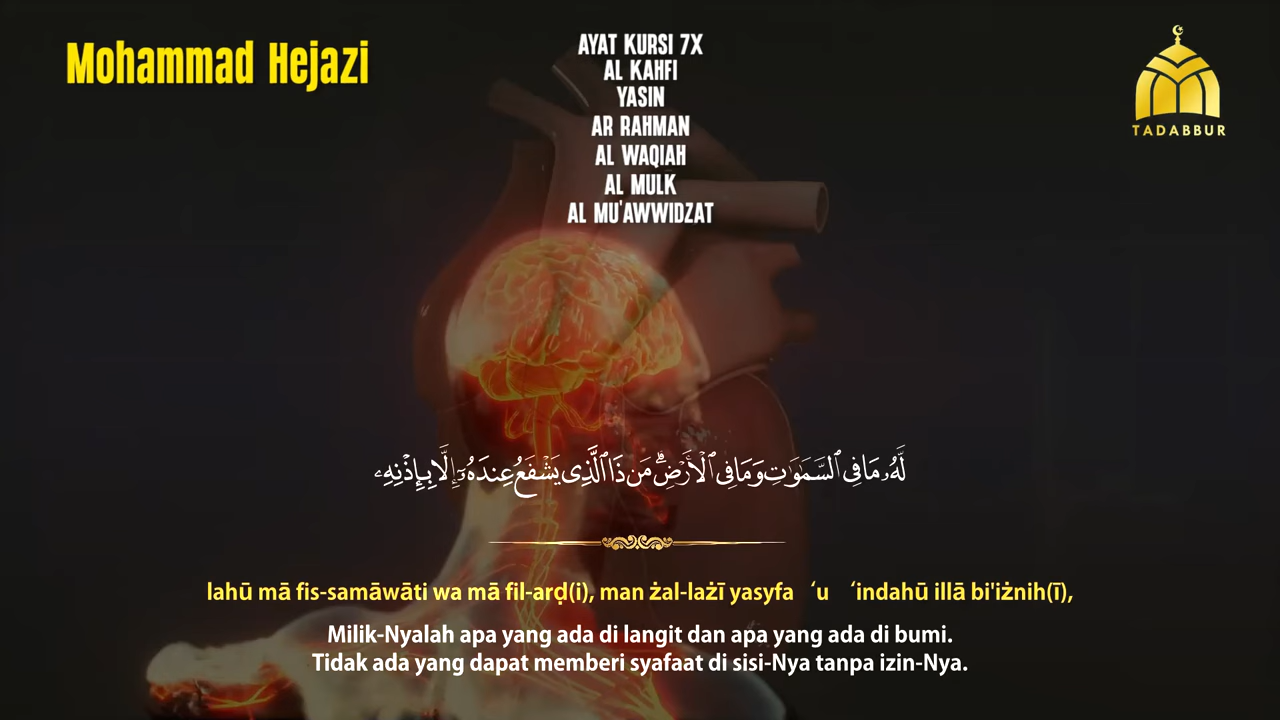 Mohammad Hejazi
AYAT KURSI 7X
AL KAHFI
YASIN
AR RAHMAN
AL WAQIAH
AL MULK
AL MU'AWWIDZAT
TADABBUR
لَّهُۥ مَا فِى ٱلسَّمَـٰوَٰتِ وَمَا فِى ٱلْأَرْضِ ۗ مَن ذَا ٱلَّذِى يَشْفَعُ عِندَهُۥٓ إِلَّا بِإِذْنِهِۦ
lahū mā fis-samāwāti wa mā fil-arḍ(i), man żal-lażī yasyfa ‘u ‘indahū illā bi'iżnih(ī),
Milik-Nyalah apa yang ada di langit dan apa yang ada di bumi.
Tidak ada yang dapat memberi syafaat di sisi-Nya tanpa izin-Nya.